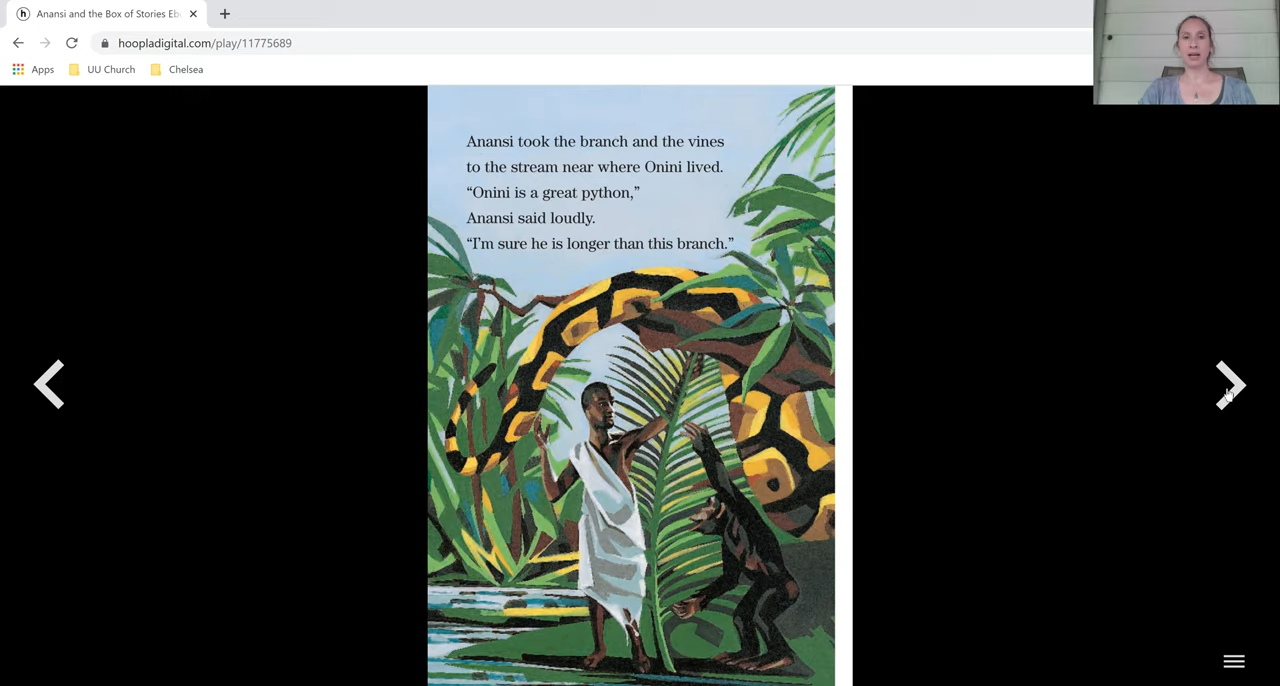 Anansi and the Box of Stories Eb
hoopladigital.com/play/11775689
Apps
UU Church
Chelsea
Anansi took the branch and the vines
to the stream near where Onini lived.
“Onini is a great python,”
Anansi said loudly.
“I’m sure he is longer than this branch.”